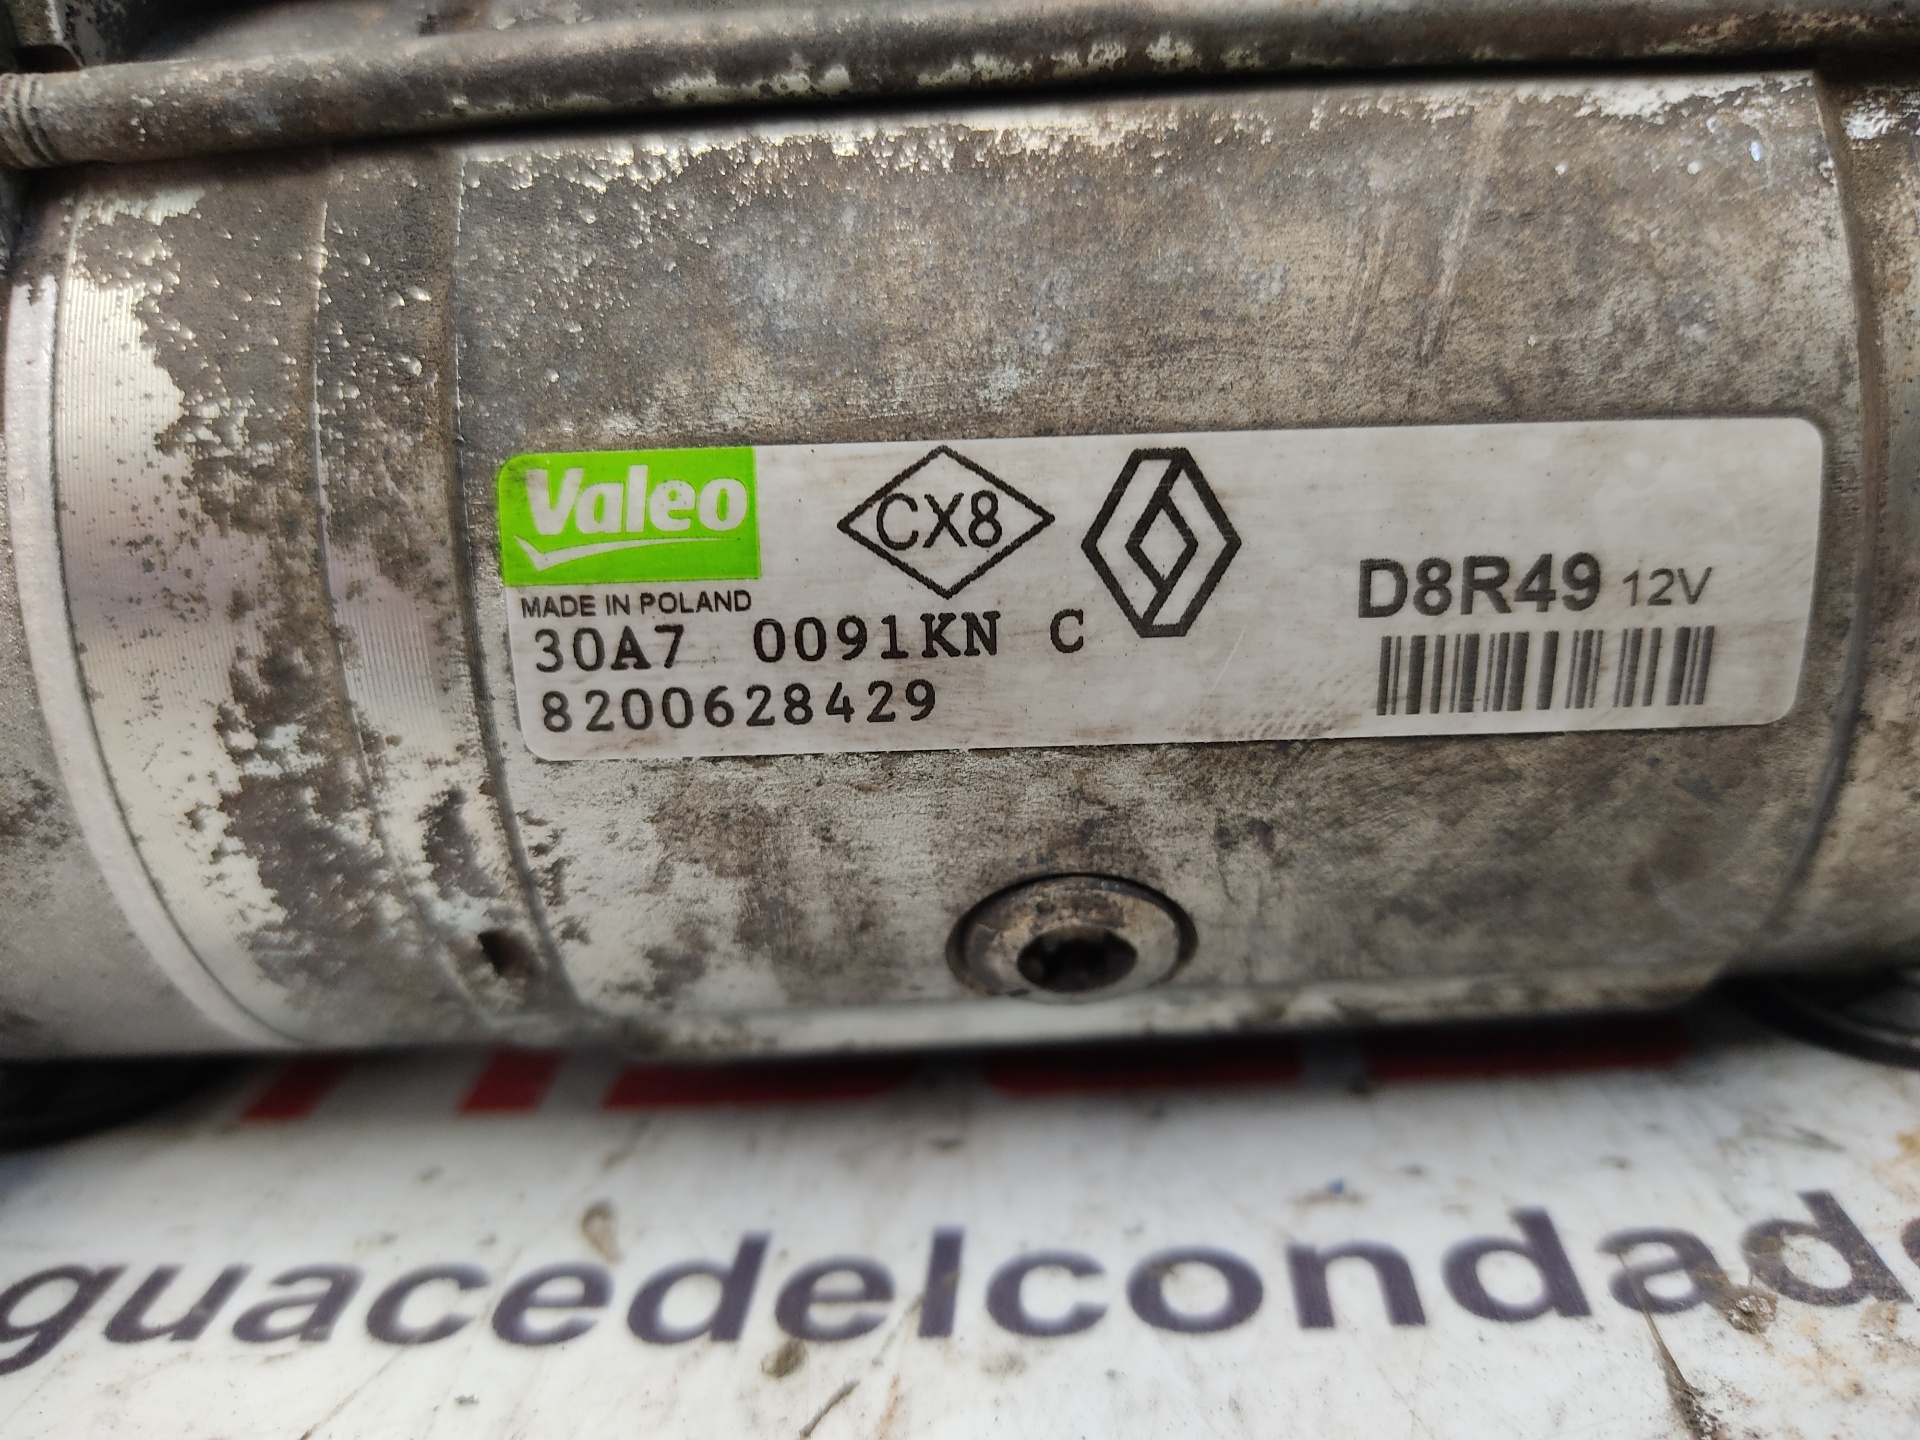 Valeo
CX8
MADE IN POLAND
30A7 0091KN C
8200628429
D8R49 12V
guacedelcondad